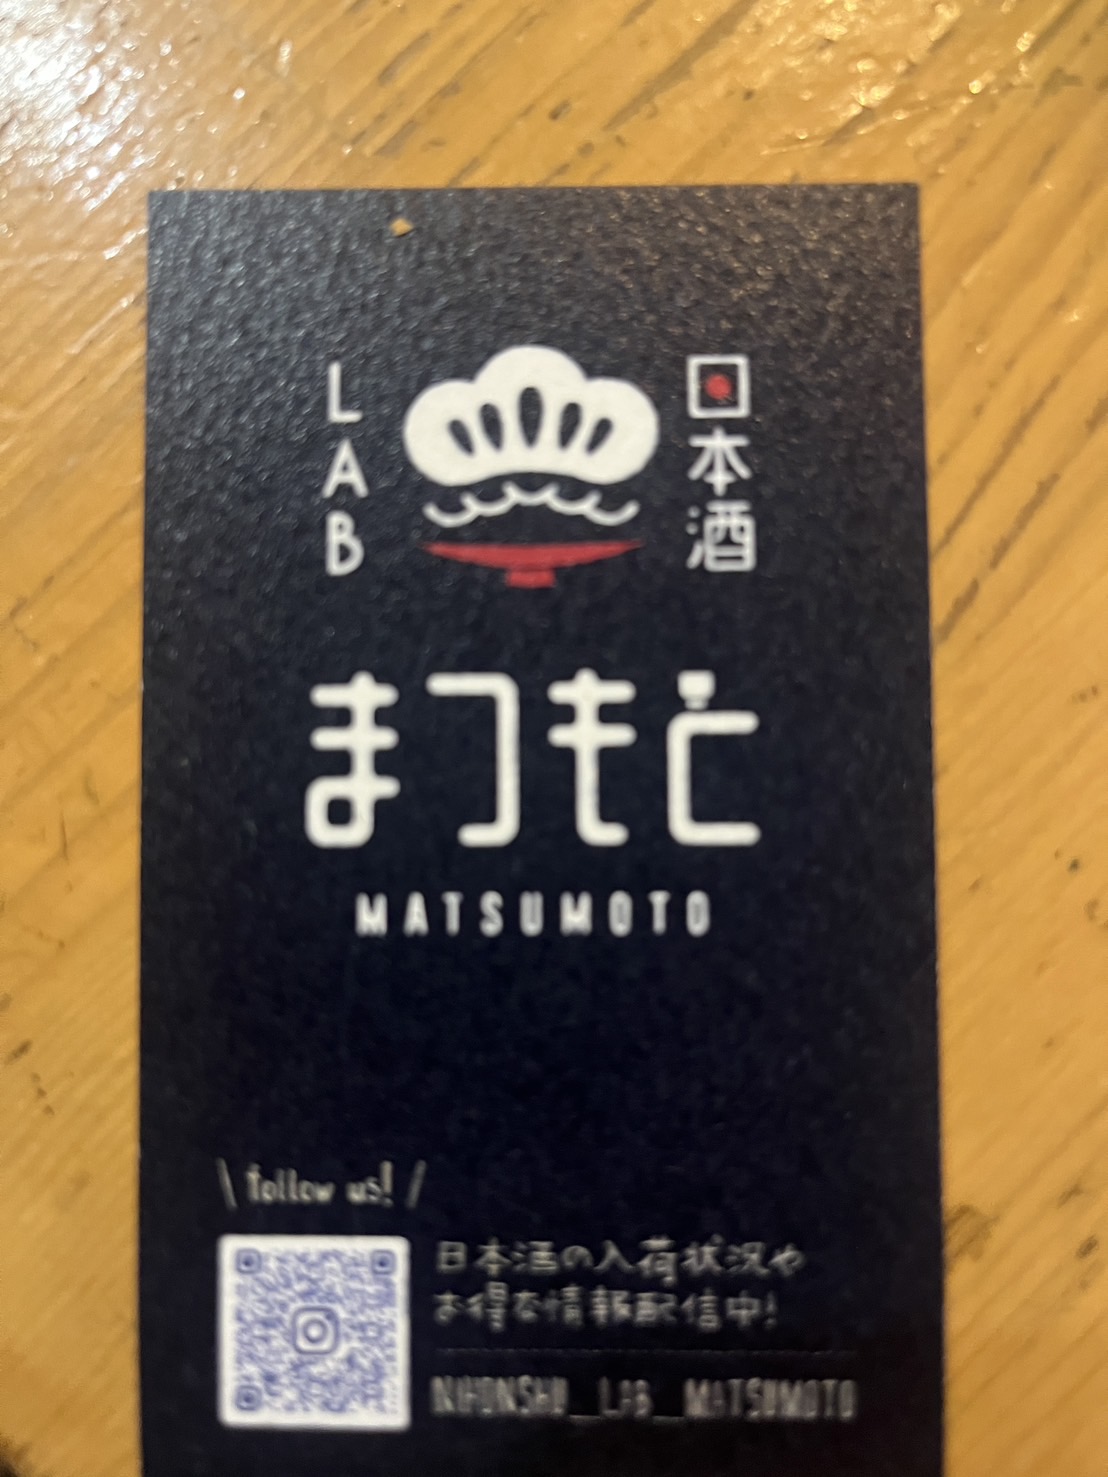 日本酒
LAB
まつもと
MATSUMOTO
\ follow us! /
日本酒の入荷状況や
お得な情報配信中!
NIHONSHU_LAB_MATSUMOTO